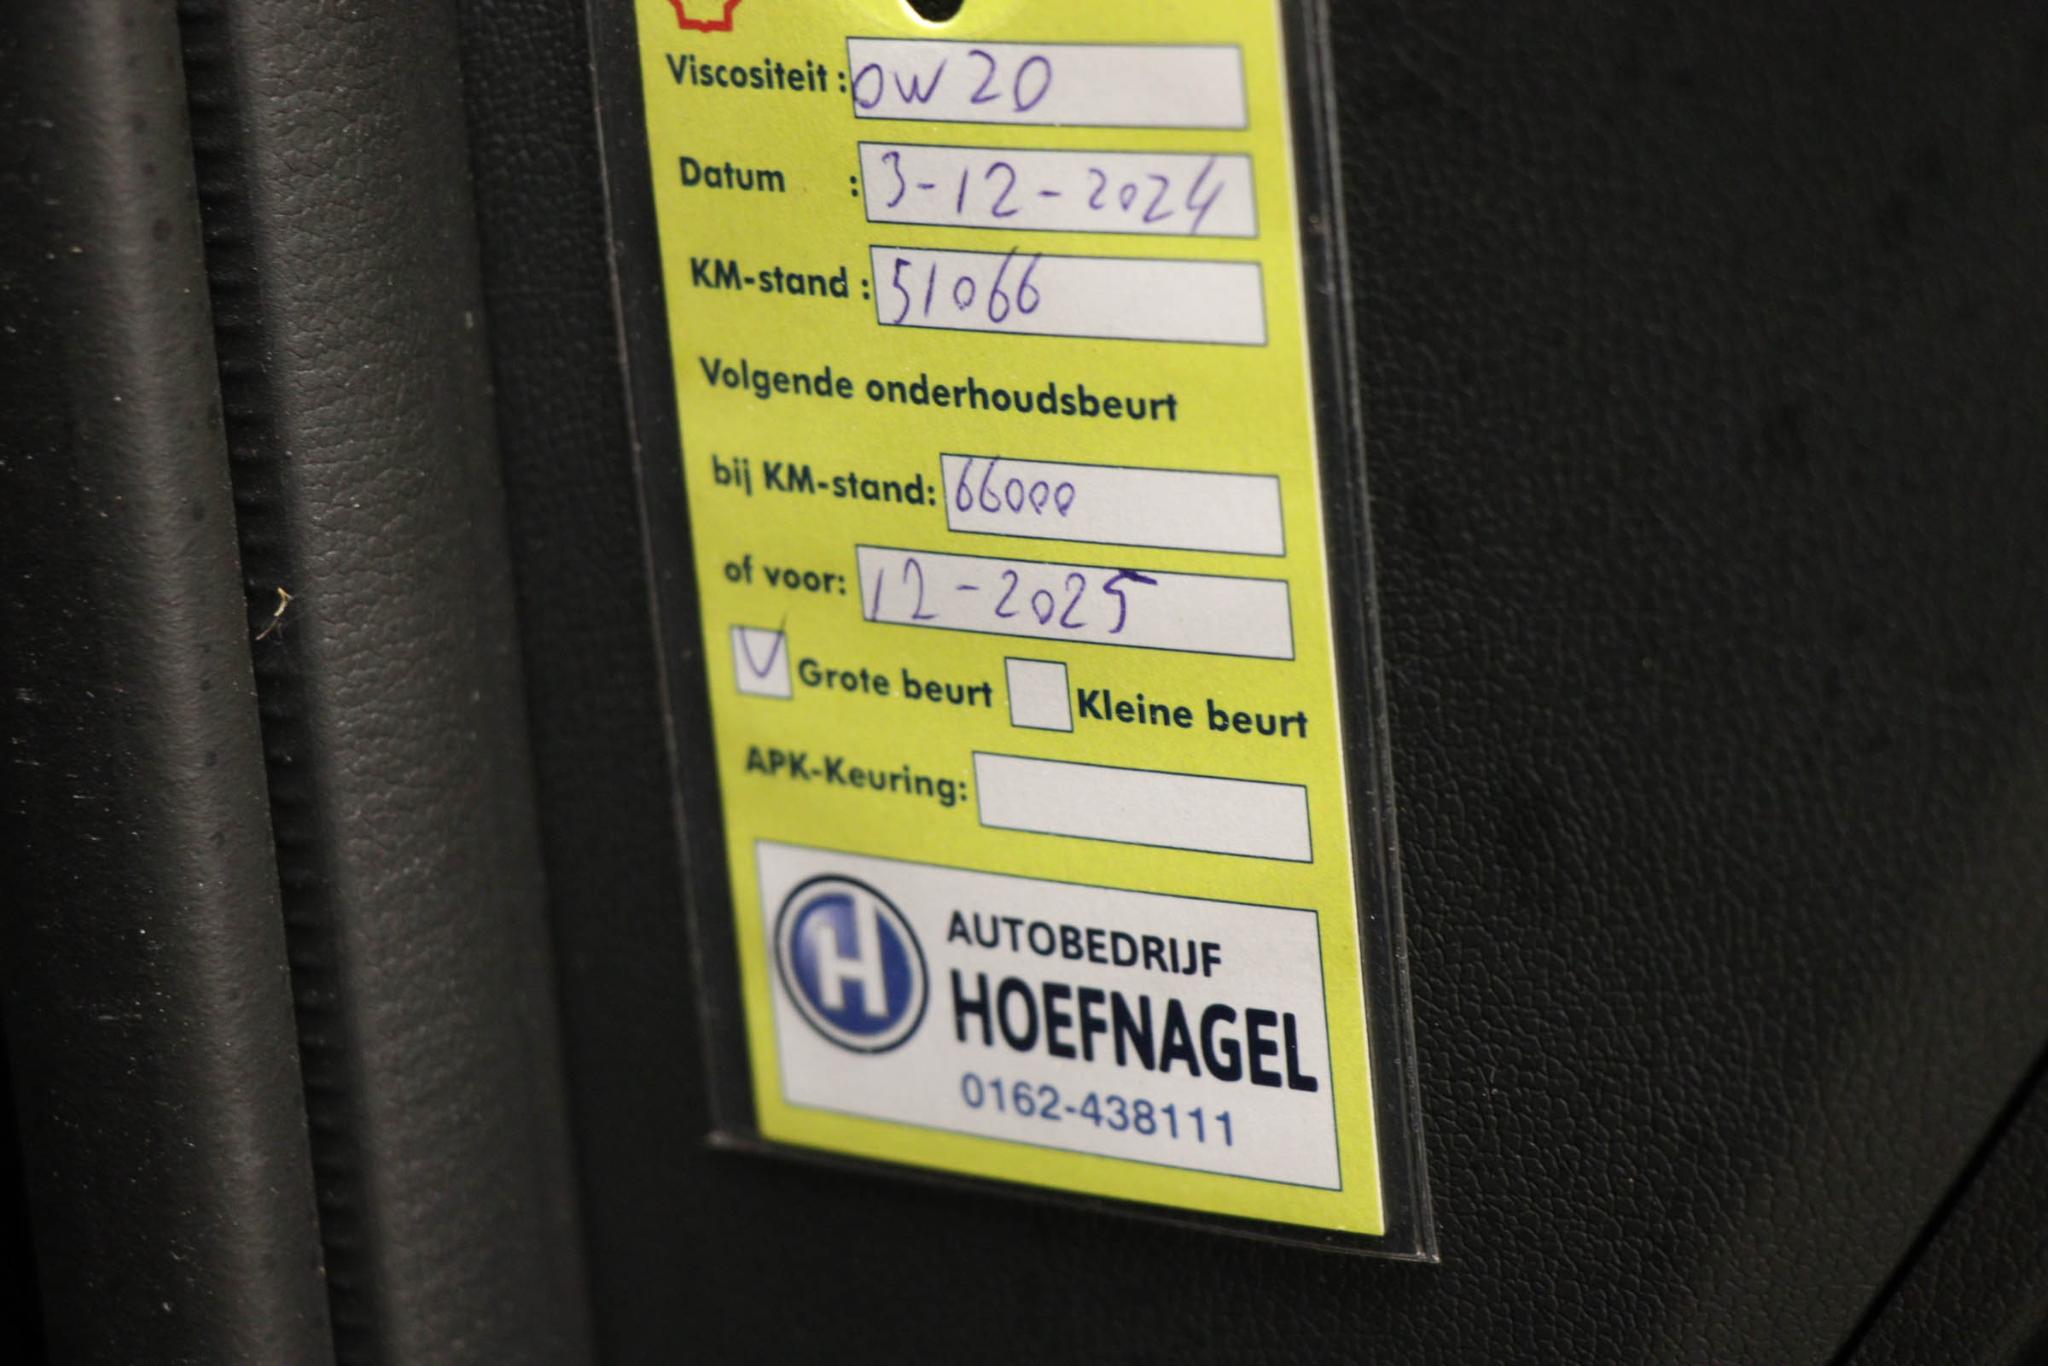 Viscositeit : 0W20
Datum : 3-12-2024
KM-stand : 51066
Volgende onderhoudsbeurt
bij KM-stand: 66000
of voor: 12-2025
Grote beurt Kleine beurt
APK-Keuring:
H
AUTOBEDRIJF
HOEFNAGEL
0162-438111